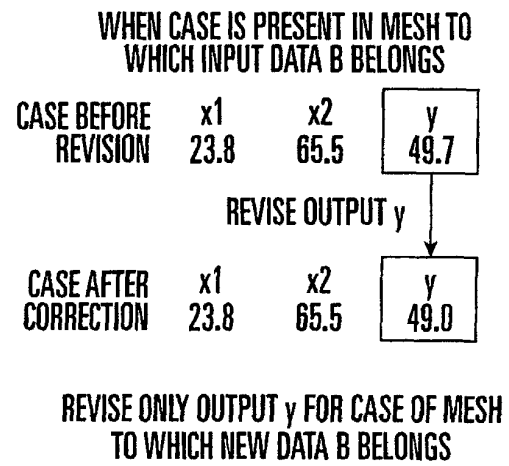 WHEN CASE IS PRESENT IN MESH TO
WHICH INPUT DATA B BELONGS
CASE BEFORE x1 x2 y
REVISION 23.8 65.5 49.7
REVISE OUTPUT y
CASE AFTER x1 x2 y
CORRECTION 23.8 65.5 49.0
REVISE ONLY OUTPUT y FOR CASE OF MESH
TO WHICH NEW DATA B BELONGS